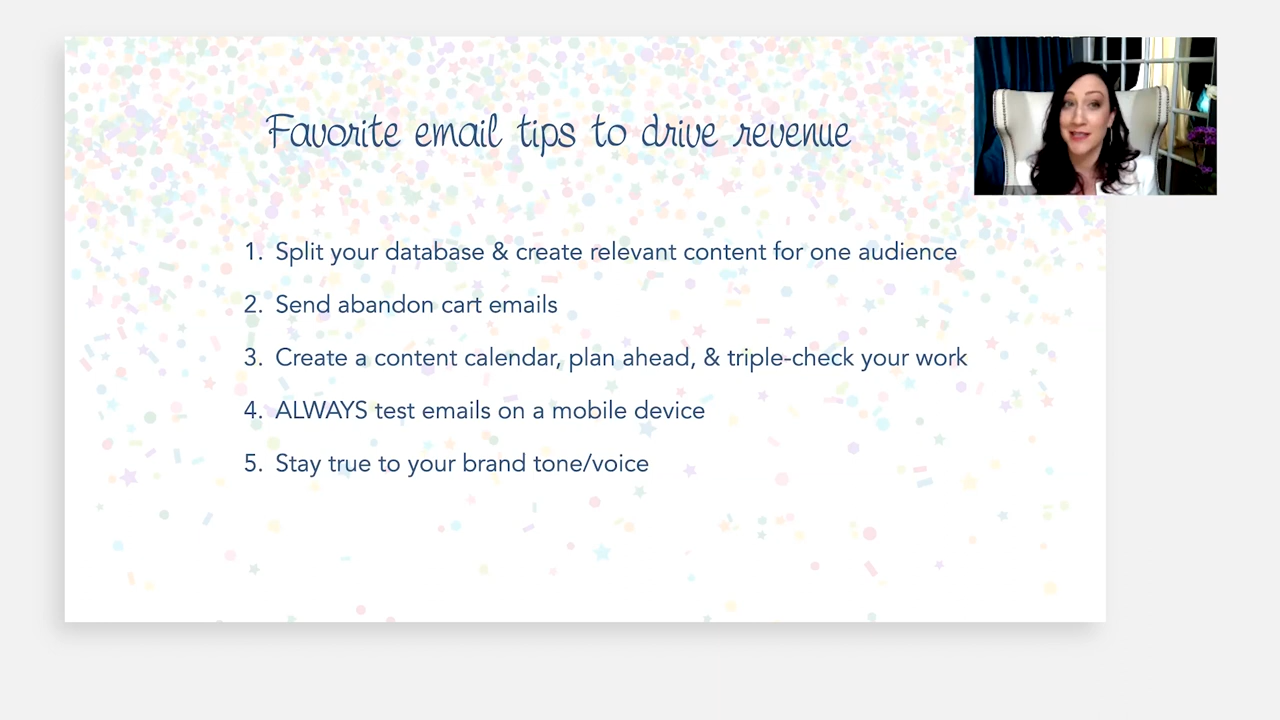 Favorite email tips to drive revenue
1. Split your database & create relevant content for one audience
2. Send abandon cart emails
3. Create a content calendar, plan ahead, & triple-check your work
4. ALWAYS test emails on a mobile device
5. Stay true to your brand tone/voice